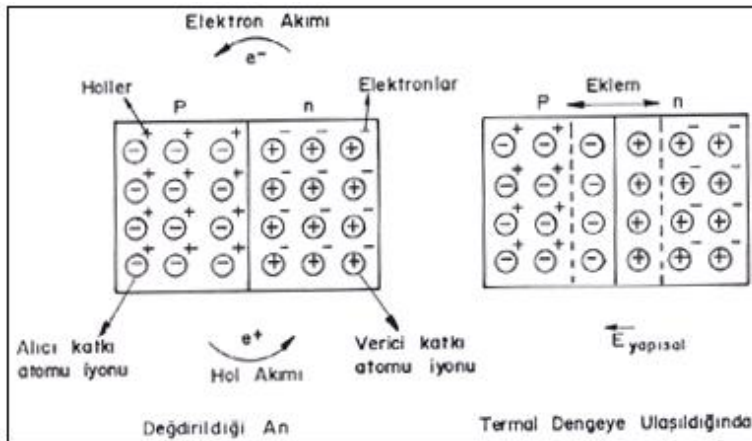 Elektron Akımı
e⁻
Holler
P
n
Elektronlar
Alıcı katkı
atomu iyonu
e⁺
Hol Akımı
Verici katkı
atomu iyonu
Değdirildiği An
Eklem
P
n
E yapısal
Termal Dengeye Ulaşıldığında